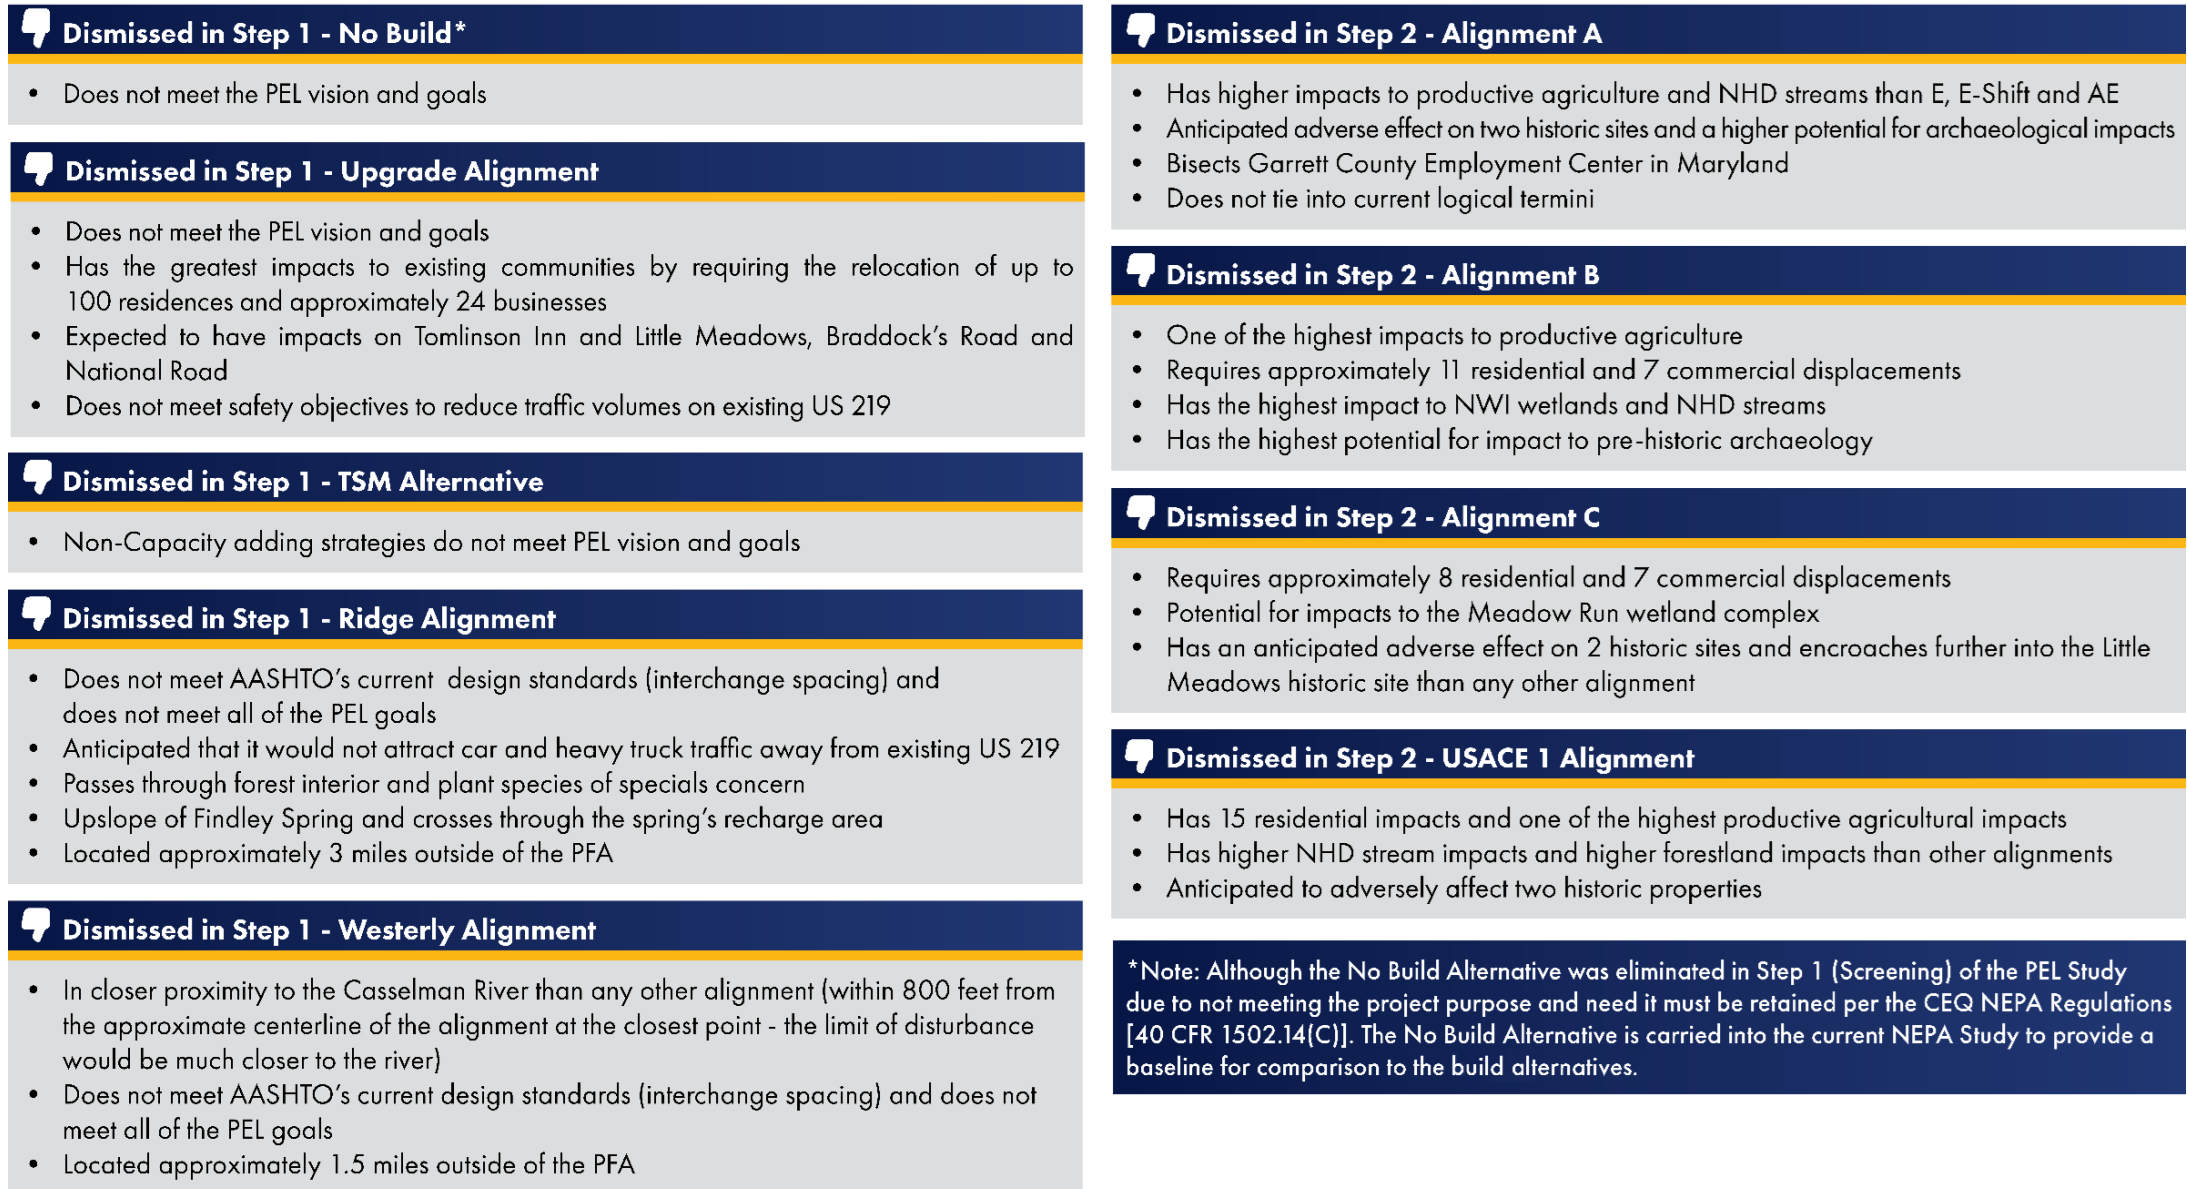 Dismissed in Step 1 - No Build*
• Does not meet the PEL vision and goals
Dismissed in Step 1 - Upgrade Alignment
• Does not meet the PEL vision and goals
• Has the greatest impacts to existing communities by requiring the relocation of up to
100 residences and approximately 24 businesses
• Expected to have impacts on Tomlinson Inn and Little Meadows, Braddock's Road and
National Road
• Does not meet safety objectives to reduce traffic volumes on existing US 219
Dismissed in Step 1 - TSM Alternative
• Non-Capacity adding strategies do not meet PEL vision and goals
Dismissed in Step 1 - Ridge Alignment
• Does not meet AASHTO's current design standards (interchange spacing) and
does not meet all of the PEL goals
• Anticipated that it would not attract car and heavy truck traffic away from existing US 219
• Passes through forest interior and plant species of specials concern
• Upslope of Findley Spring and crosses through the spring's recharge area
• Located approximately 3 miles outside of the PFA
Dismissed in Step 1 - Westerly Alignment
• In closer proximity to the Casselman River than any other alignment (within 800 feet from
the approximate centerline of the alignment at the closest point - the limit of disturbance
would be much closer to the river)
• Does not meet AASHTO's current design standards (interchange spacing) and does not
meet all of the PEL goals
• Located approximately 1.5 miles outside of the PFA
Dismissed in Step 2 - Alignment A
• Has higher impacts to productive agriculture and NHD streams than E, E-Shift and AE
• Anticipated adverse effect on two historic sites and a higher potential for archaeological impacts
• Bisects Garrett County Employment Center in Maryland
• Does not tie into current logical termini
Dismissed in Step 2 - Alignment B
• One of the highest impacts to productive agriculture
• Requires approximately 11 residential and 7 commercial displacements
• Has the highest impact to NWI wetlands and NHD streams
• Has the highest potential for impact to pre-historic archaeology
Dismissed in Step 2 - Alignment C
• Requires approximately 8 residential and 7 commercial displacements
• Potential for impacts to the Meadow Run wetland complex
• Has an anticipated adverse effect on 2 historic sites and encroaches further into the Little
Meadows historic site than any other alignment
Dismissed in Step 2 - USACE 1 Alignment
• Has 15 residential impacts and one of the highest productive agricultural impacts
• Has higher NHD stream impacts and higher forestland impacts than other alignments
• Anticipated to adversely affect two historic properties
*Note: Although the No Build Alternative was eliminated in Step 1 (Screening) of the PEL Study
due to not meeting the project purpose and need it must be retained per the CEQ NEPA Regulations
[40 CFR 1502.14(C)]. The No Build Alternative is carried into the current NEPA Study to provide a
baseline for comparison to the build alternatives.